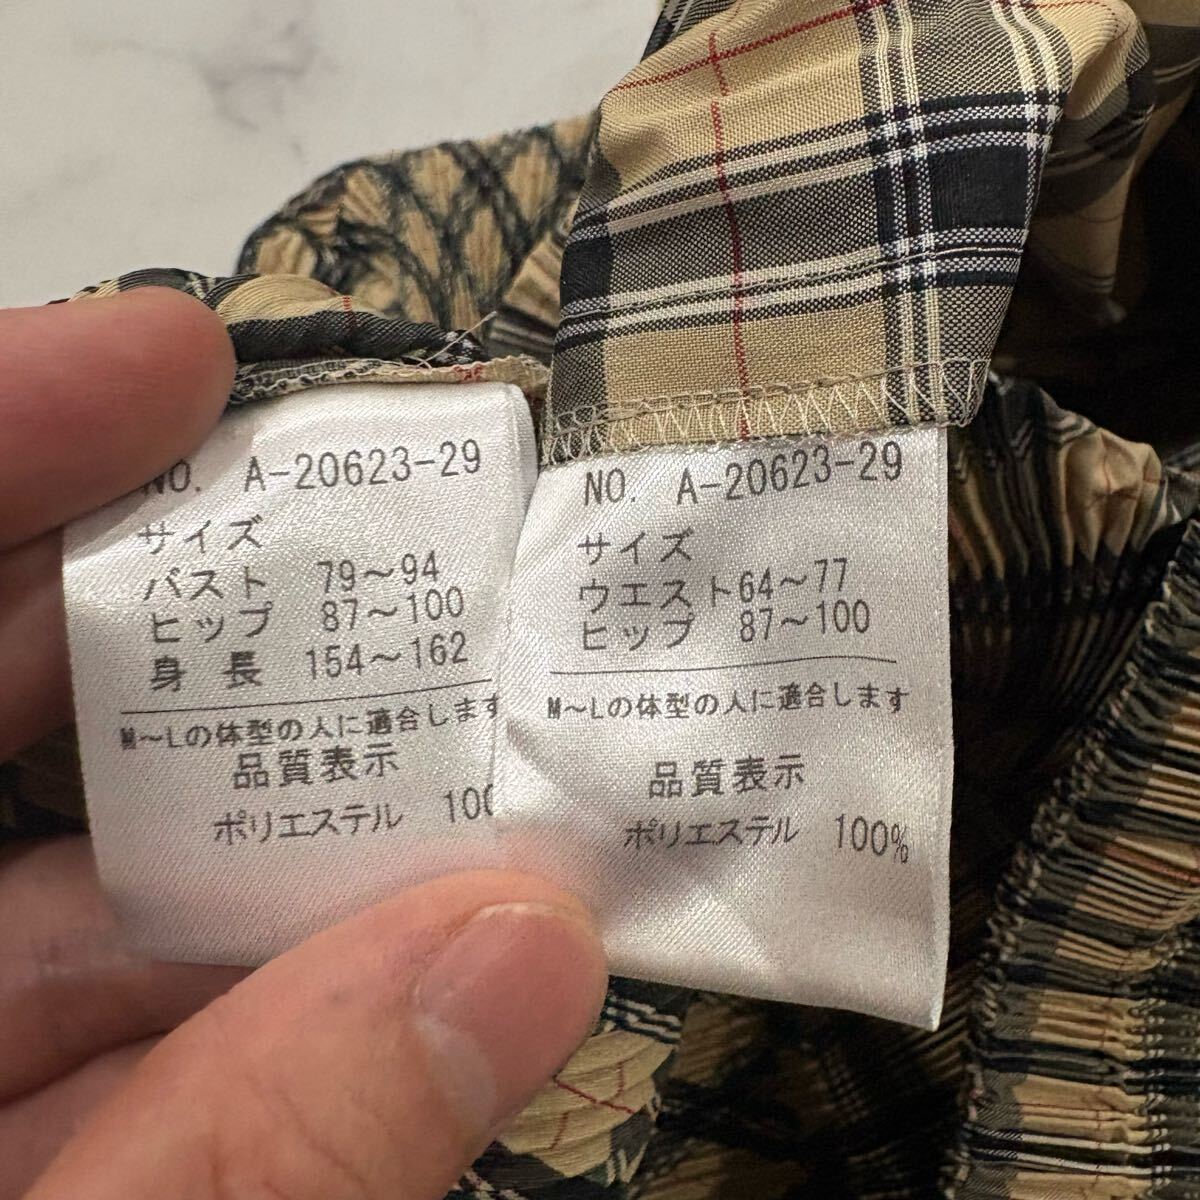 NO. A-20623-29
サイズ
バスト 79～94
ヒップ 87～100
身 長 154～162
M～Lの体型の人に適合します
品質表示
ポリエステル 100
NO. A-20623-29
サイズ
ウエスト 64～77
ヒップ 87～100
M～Lの体型の人に適合します
品質表示
ポリエステル 100%